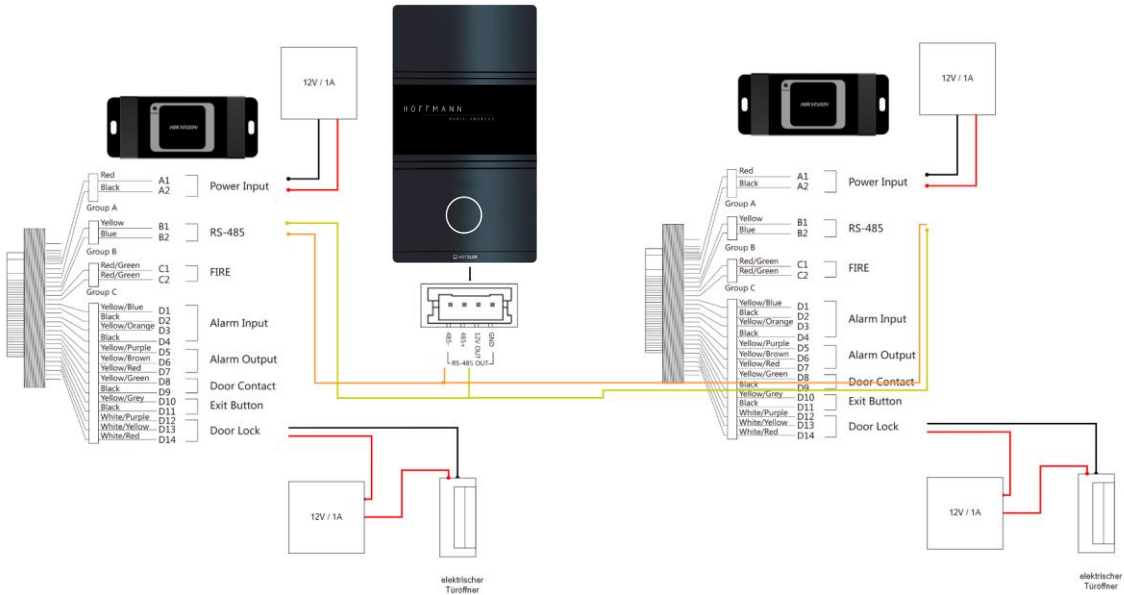 12V / 1A
HIKVISION
Red
A1
Black
A2
Power Input
Group A
Yellow
B1
Blue
B2
RS-485
Group B
Red/Green
C1
Red/Green
C2
FIRE
Group C
Yellow/Blue
D1
Black
D2
Yellow/Orange
D3
Black
D4
Alarm Input
Yellow/Purple
D5
Yellow/Brown
D6
Yellow/Red
D7
Alarm Output
Yellow/Green
D8
Black
D9
Door Contact
Yellow/Grey
D10
Black
D11
Exit Button
White/Purple
D12
White/Yellow
D13
White/Red
D14
Door Lock
12V / 1A
elektrischer
Türöffner
HOFFMANN
485-
485+
12V OUT
GND
RS-485 OUT
12V / 1A
HIKVISION
Red
A1
Black
A2
Power Input
Group A
Yellow
B1
Blue
B2
RS-485
Group B
Red/Green
C1
Red/Green
C2
FIRE
Group C
Yellow/Blue
D1
Black
D2
Yellow/Orange
D3
Black
D4
Alarm Input
Yellow/Purple
D5
Yellow/Brown
D6
Yellow/Red
D7
Alarm Output
Yellow/Green
D8
Black
D9
Door Contact
Yellow/Grey
D10
Black
D11
Exit Button
White/Purple
D12
White/Yellow
D13
White/Red
D14
Door Lock
12V / 1A
elektrischer
Türöffner